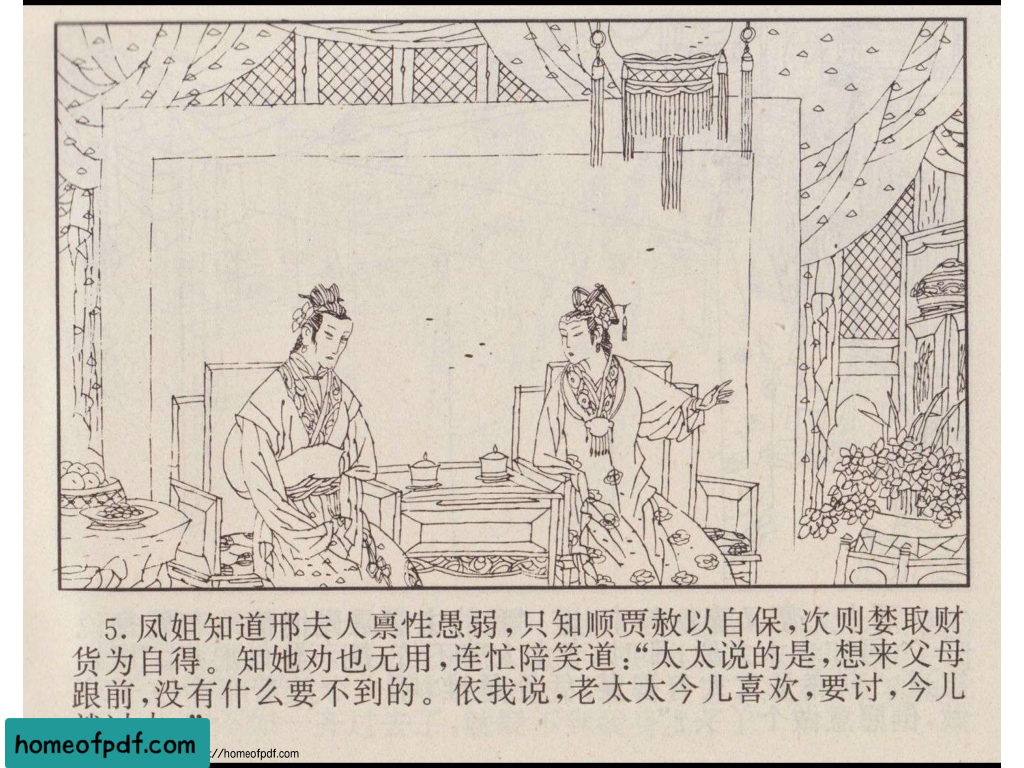 5. 凤姐知道邢夫人禀性愚弱,只知顺贾赦以自保,次则婪取财
货为自得。知她劝也无用,连忙陪笑道:“太太说的是,想来父母
跟前,没有什么要不到的。依我说,老太太今儿喜欢,要讨,今儿
homeofpdf.com
://homeofpdf.com